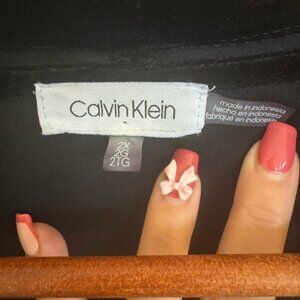 Calvin Klein
made in indonesia
hecho en indonesia
fabriqué en indonésie
2X
2G
2TG